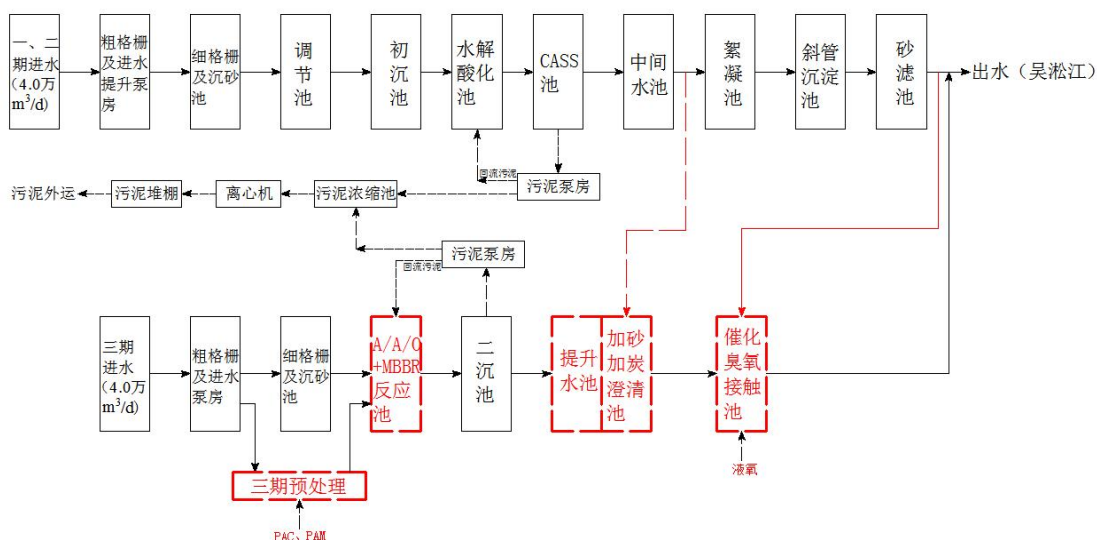 一、二
期进水
(4.0万
m³/d)
粗格栅
及进水
提升泵
房
细格栅
及沉砂
池
调
节
池
初
沉
池
水解
酸化
池
CASS
池
中间
水池
絮
凝
池
斜管
沉淀
池
砂
滤
池
出水（吴淞江）
污泥外运
污泥堆棚
离心机
污泥浓缩池
回流污泥
污泥泵房
污泥泵房
回流污泥
三期
进水
(4.0万
m³/d)
粗格栅
及进水
泵房
细格栅
及沉砂
池
A/A/O
+MBBR
反应
池
二
沉
池
提升
水池
加砂
加炭
澄清
池
催化
臭氧
接触
池
液氧
三期预处理
PAC、PAM